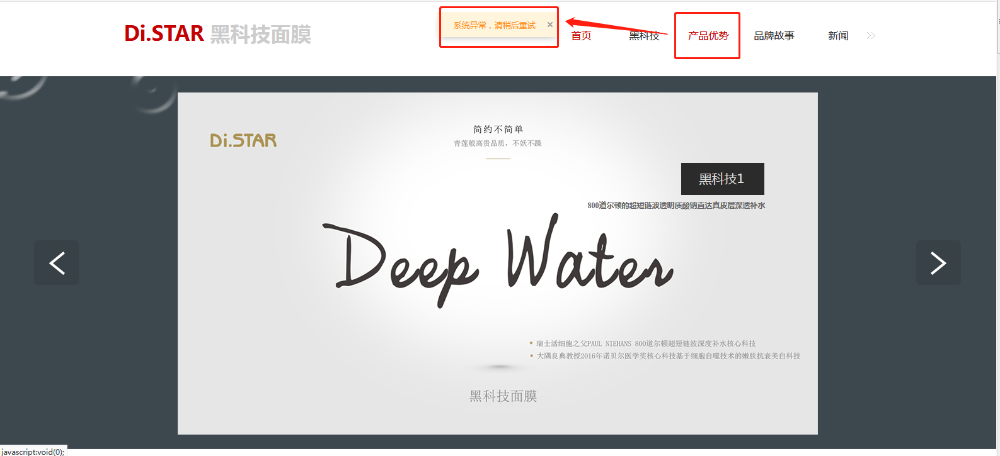 Di.STAR 黑科技面膜
系统异常，请稍后重试 ×
首页 黑科技 产品优势 品牌故事 新闻
Di.STAR
简约不简单
青莲般高贵品质，不妖不躁
黑科技1
800道尔顿的超短链波透明质酸钠直达真皮层深透补水
Deep Water
瑞士活细胞之父PAUL NIEHANS 800道尔顿超短链波深度补水核心科技
大隅良典教授2016年诺贝尔医学奖核心科技基于细胞自噬技术的嫩肤抗衰美白科技
黑科技面膜
javascript:void(0);